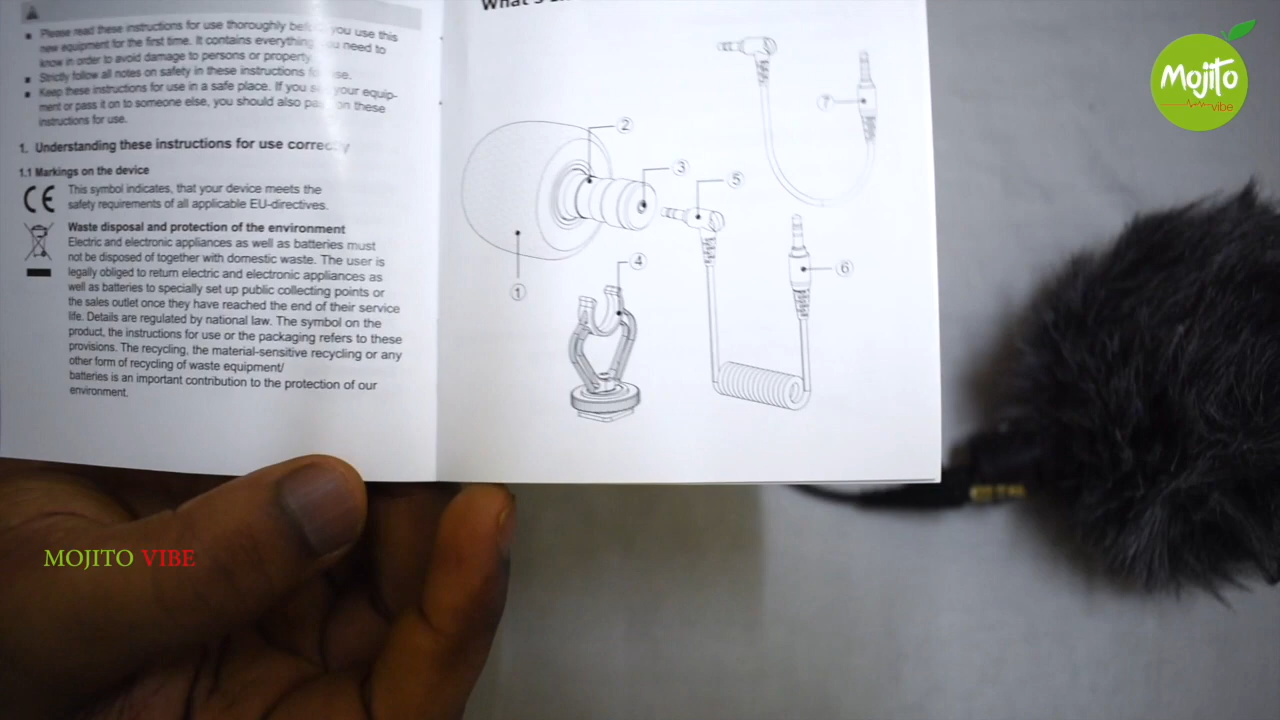 Please read these instructions for use thoroughly you use this
new equipment for the first time. It contains everything need to
know in order to avoid damage to persons or property
Strictly follow all notes on safety in these instructions
Keep these instructions for use in a safe place. If you your equip-
ment or pass it on to someone else, you should also on these
instructions for use.
1. Understanding these instructions for use
1.1 Markings on the device
CE
This symbol indicates, that your device meets the
safety requirements of all applicable EU-directives.
Waste disposal and protection of the environment
Electric and electronic appliances as well as batteries must
not be disposed of together with domestic waste. The user is
legally obliged to return electric and electronic appliances as
well as batteries to specially set up public collecting points or
the sales outlet once they have reached the end of their service
life. Details are regulated by national law. The symbol on the
product, the instructions for use or the packaging refers to these
provisions. The recycling, the material-sensitive recycling or any
other form of recycling of waste equipment/
batteries is an important contribution to the protection of our
environment.
What's
1
2
3
4
5
6
7
Mojito
vibe
MOJITO VIBE